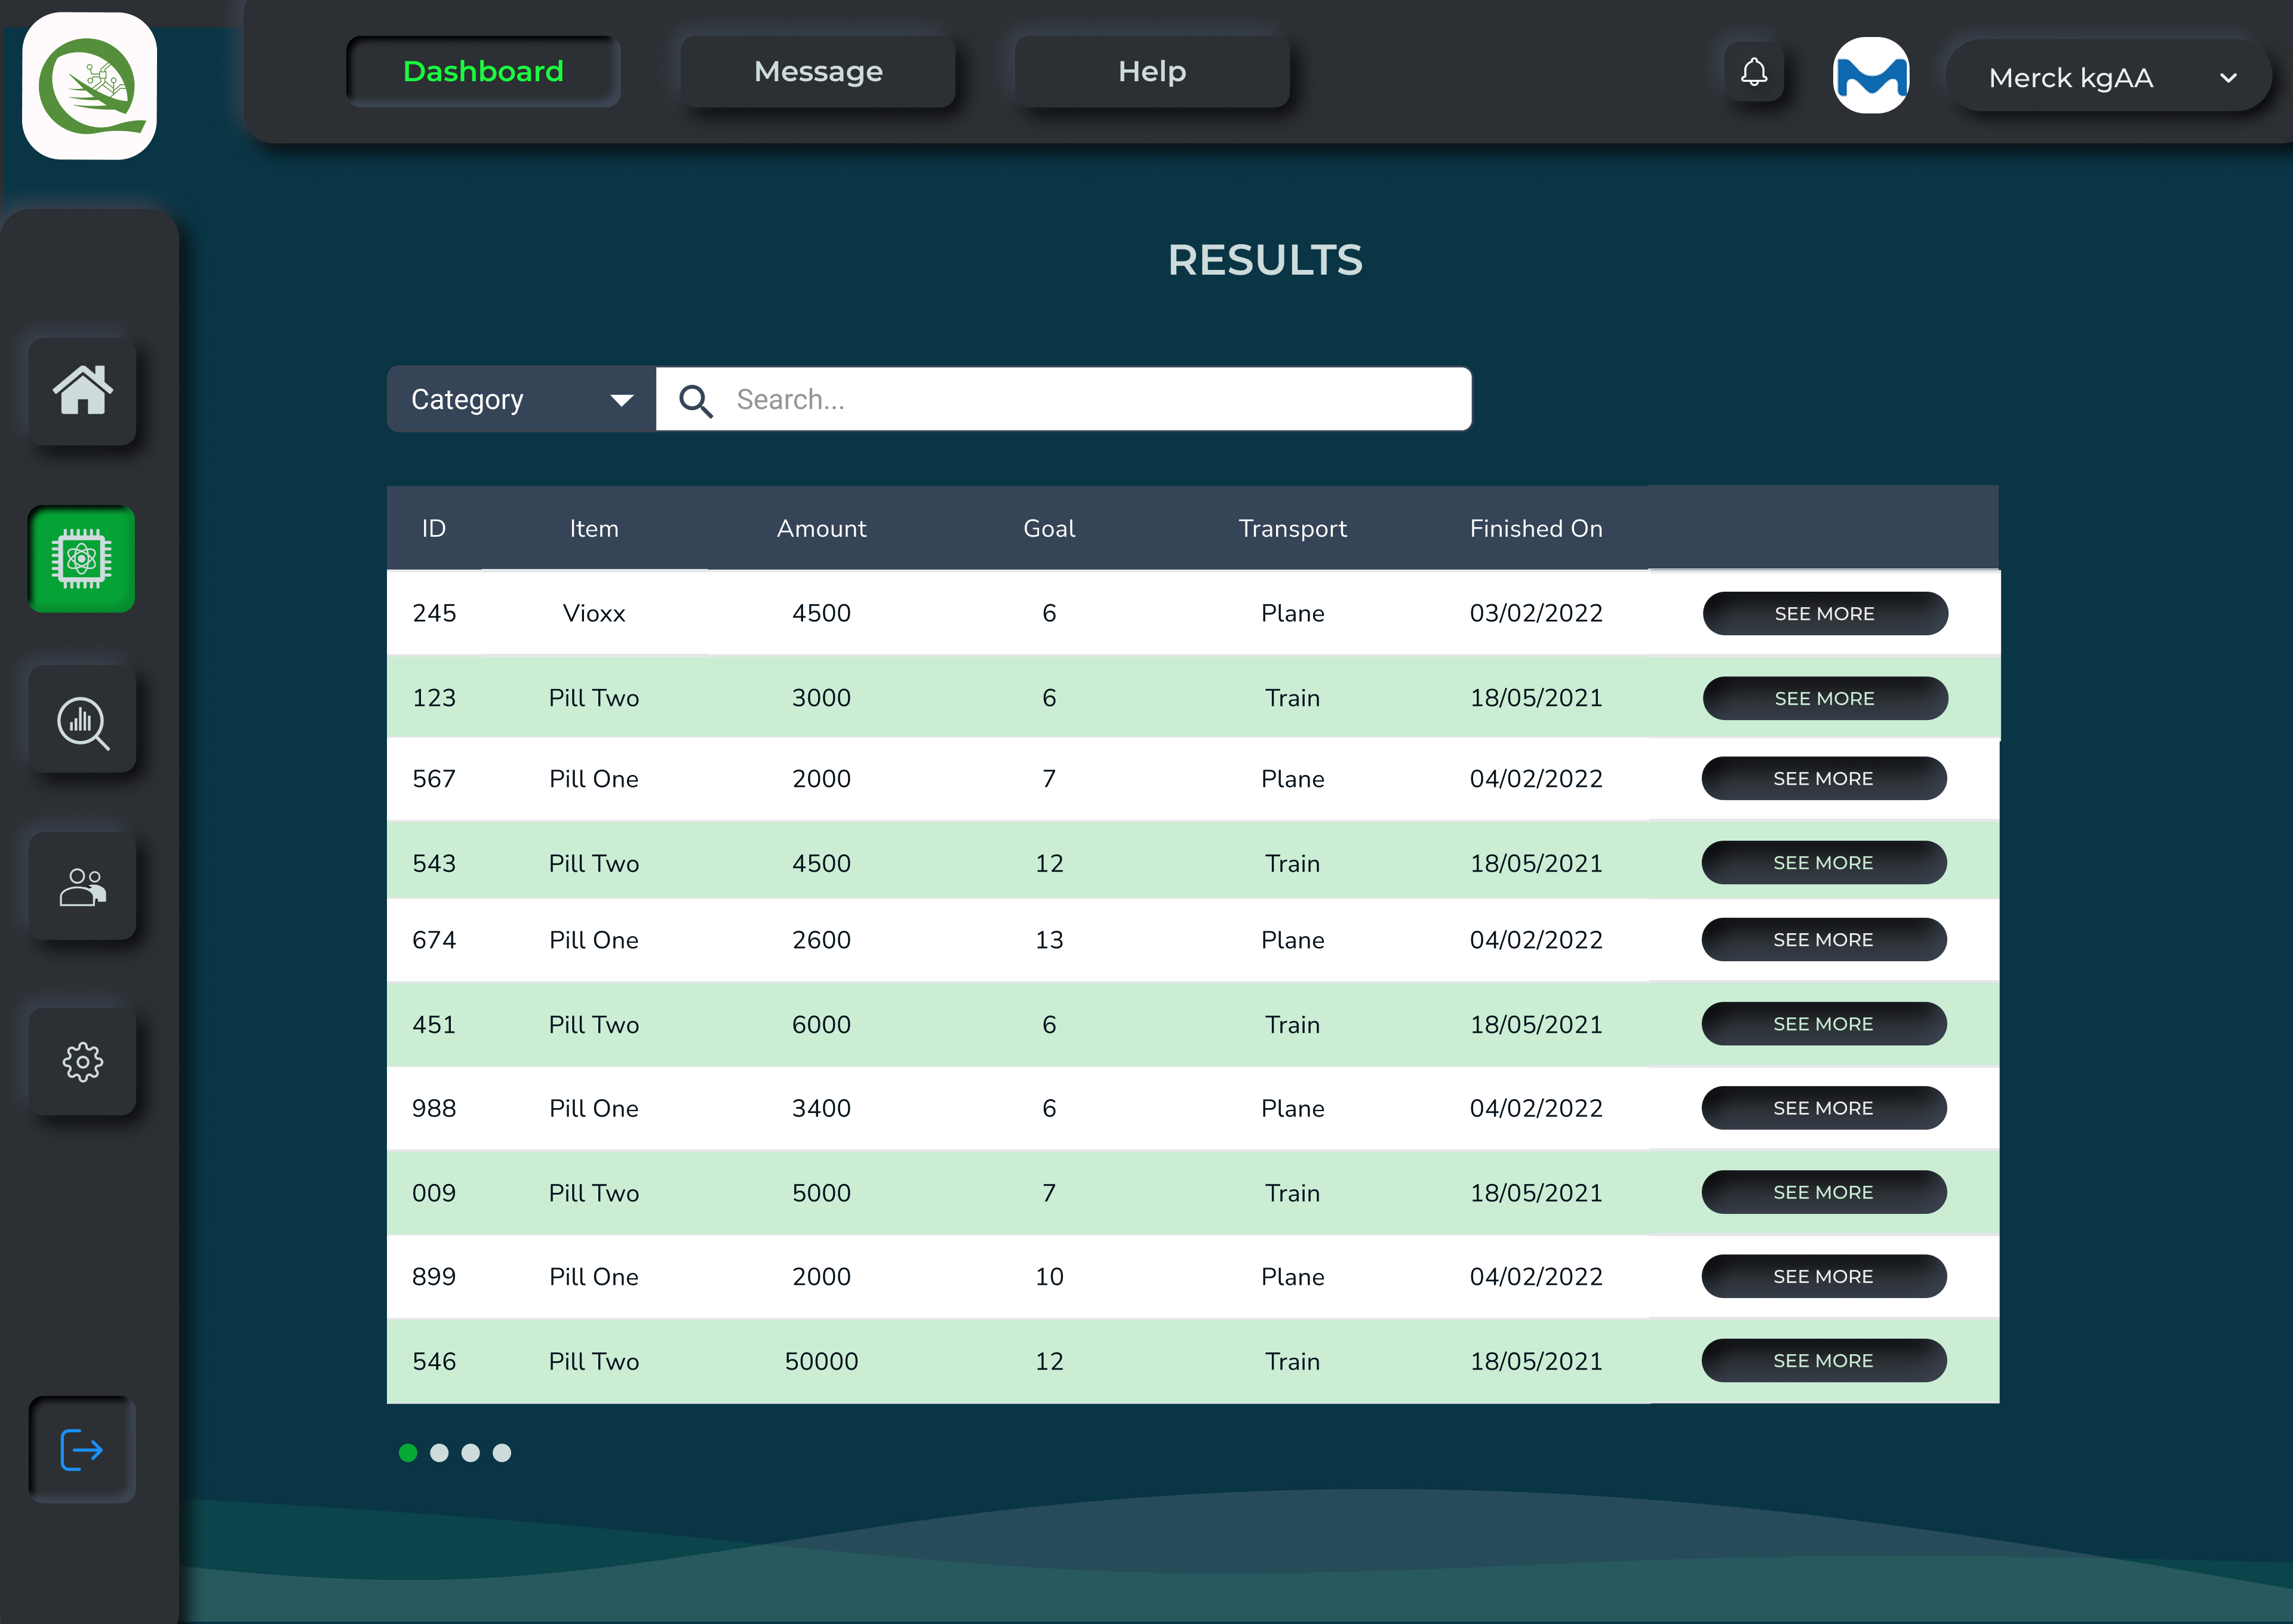 Dashboard Message Help Merck kgAA
RESULTS
Category Search...
ID Item Amount Goal Transport Finished On
245 Vioxx 4500 6 Plane 03/02/2022 SEE MORE
123 Pill Two 3000 6 Train 18/05/2021 SEE MORE
567 Pill One 2000 7 Plane 04/02/2022 SEE MORE
543 Pill Two 4500 12 Train 18/05/2021 SEE MORE
674 Pill One 2600 13 Plane 04/02/2022 SEE MORE
451 Pill Two 6000 6 Train 18/05/2021 SEE MORE
988 Pill One 3400 6 Plane 04/02/2022 SEE MORE
009 Pill Two 5000 7 Train 18/05/2021 SEE MORE
899 Pill One 2000 10 Plane 04/02/2022 SEE MORE
546 Pill Two 50000 12 Train 18/05/2021 SEE MORE